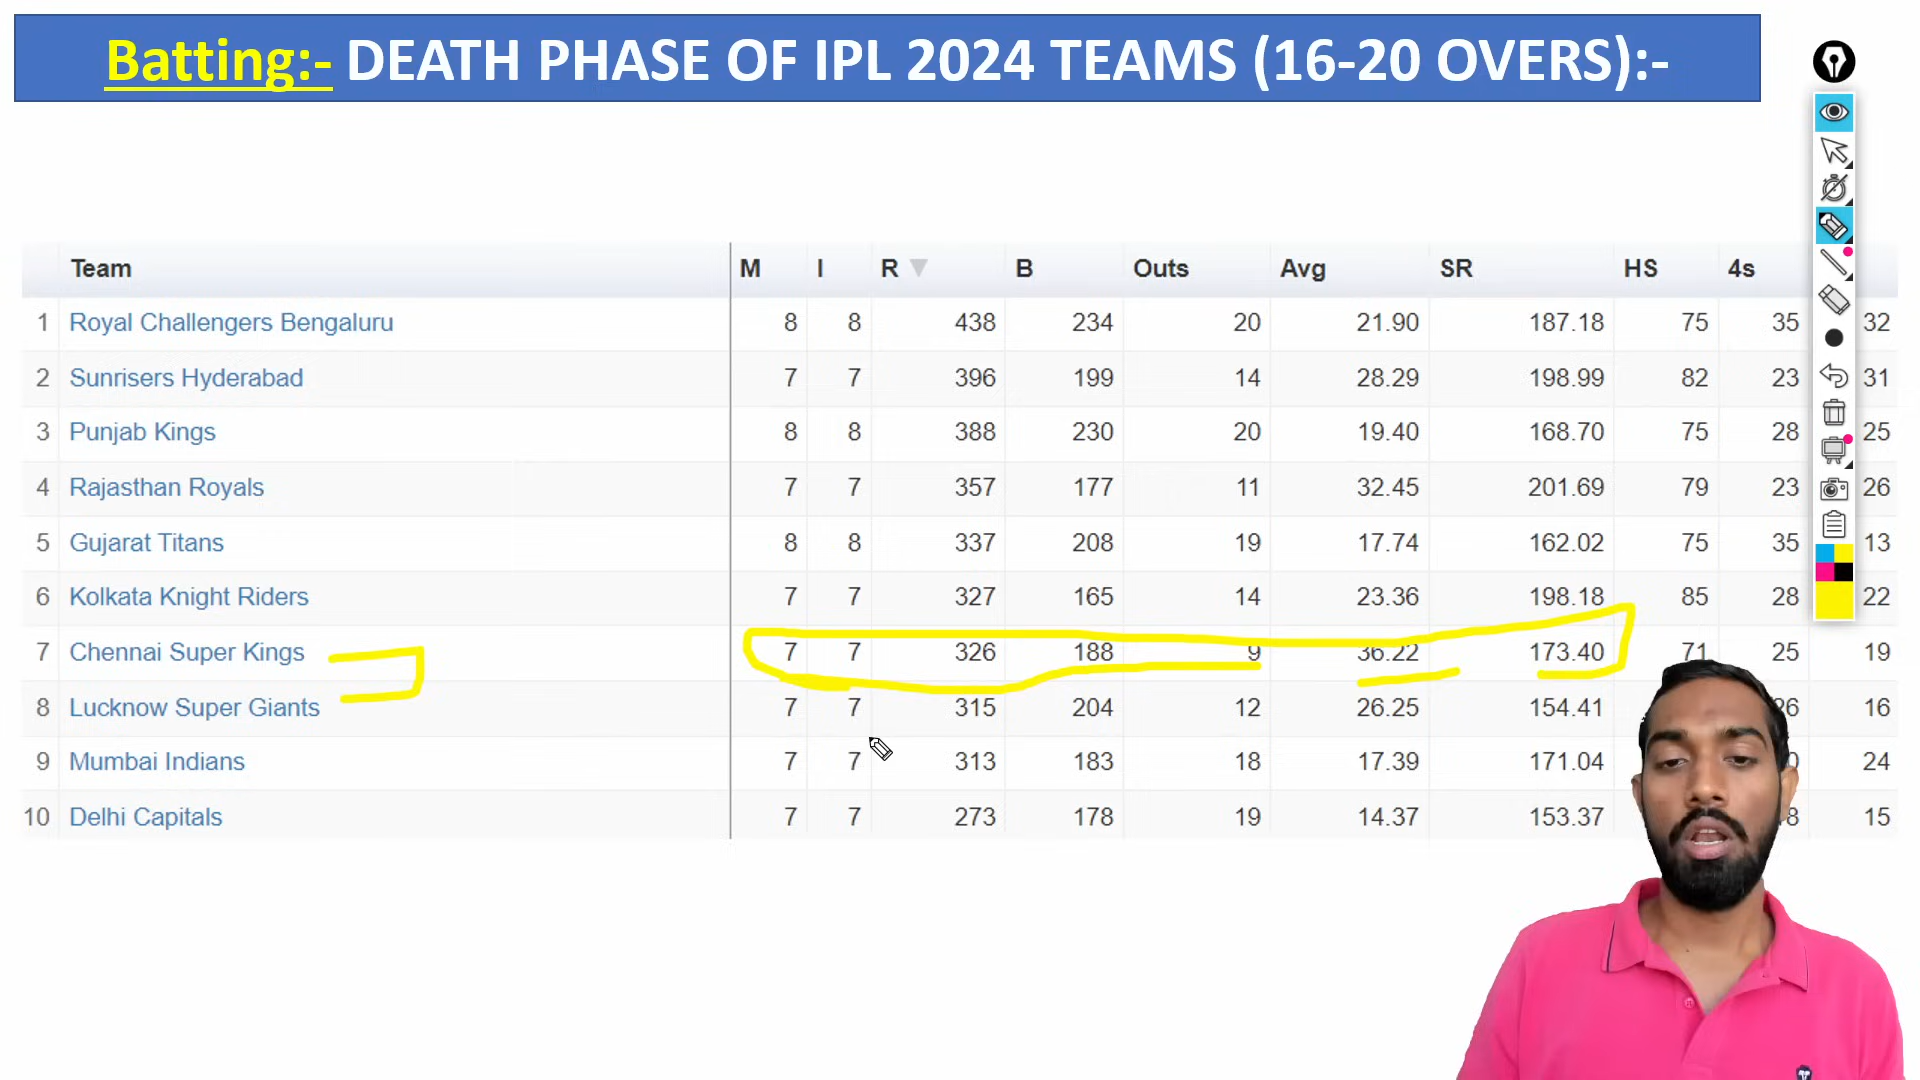 Batting:- DEATH PHASE OF IPL 2024 TEAMS (16-20 OVERS):-
Team M I R B Outs Avg SR HS 4s
1 Royal Challengers Bengaluru 8 8 438 234 20 21.90 187.18 75 35 32
2 Sunrisers Hyderabad 7 7 396 199 14 28.29 198.99 82 23 31
3 Punjab Kings 8 8 388 230 20 19.40 168.70 75 28 25
4 Rajasthan Royals 7 7 357 177 11 32.45 201.69 79 23 26
5 Gujarat Titans 8 8 337 208 19 17.74 162.02 75 35 13
6 Kolkata Knight Riders 7 7 327 165 14 23.36 198.18 85 28 22
7 Chennai Super Kings 7 7 326 188 9 36.22 173.40 71 25 19
8 Lucknow Super Giants 7 7 315 204 12 26.25 154.41 26 16
9 Mumbai Indians 7 7 313 183 18 17.39 171.04 24
10 Delhi Capitals 7 7 273 178 19 14.37 153.37 15